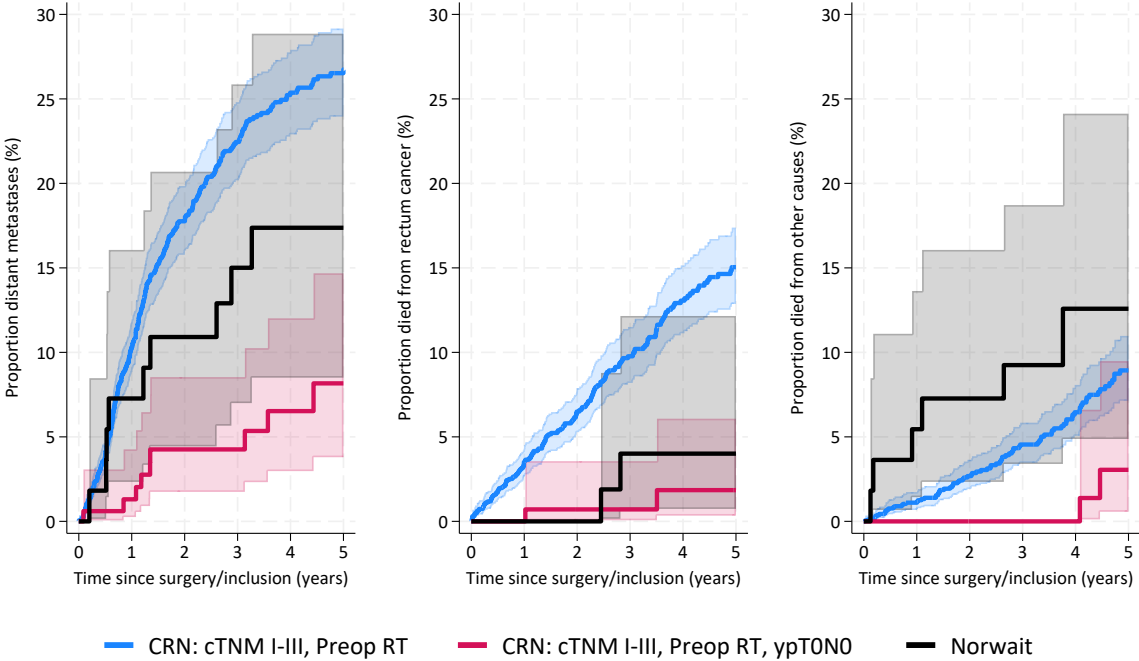 Proportion distant metastases (%)
30
25
20
15
10
5
0
0 1 2 3 4 5
Time since surgery/inclusion (years)
Proportion died from rectum cancer (%)
30
25
20
15
10
5
0
0 1 2 3 4 5
Time since surgery/inclusion (years)
Proportion died from other causes (%)
30
25
20
15
10
5
0
0 1 2 3 4 5
Time since surgery/inclusion (years)
CRN: cTNM I-III, Preop RT
CRN: cTNM I-III, Preop RT, ypT0N0
Norwait